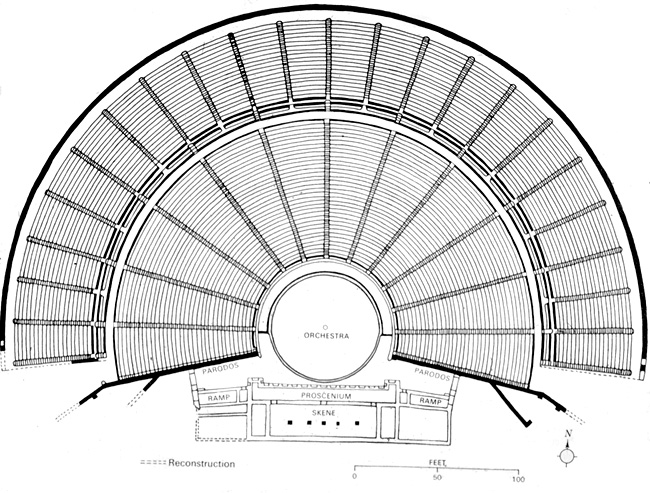 ORCHESTRA
PARODOS
PARODOS
RAMP
PROSCENIUM
RAMP
SKENE
N
Reconstruction
FEET
0 50 100